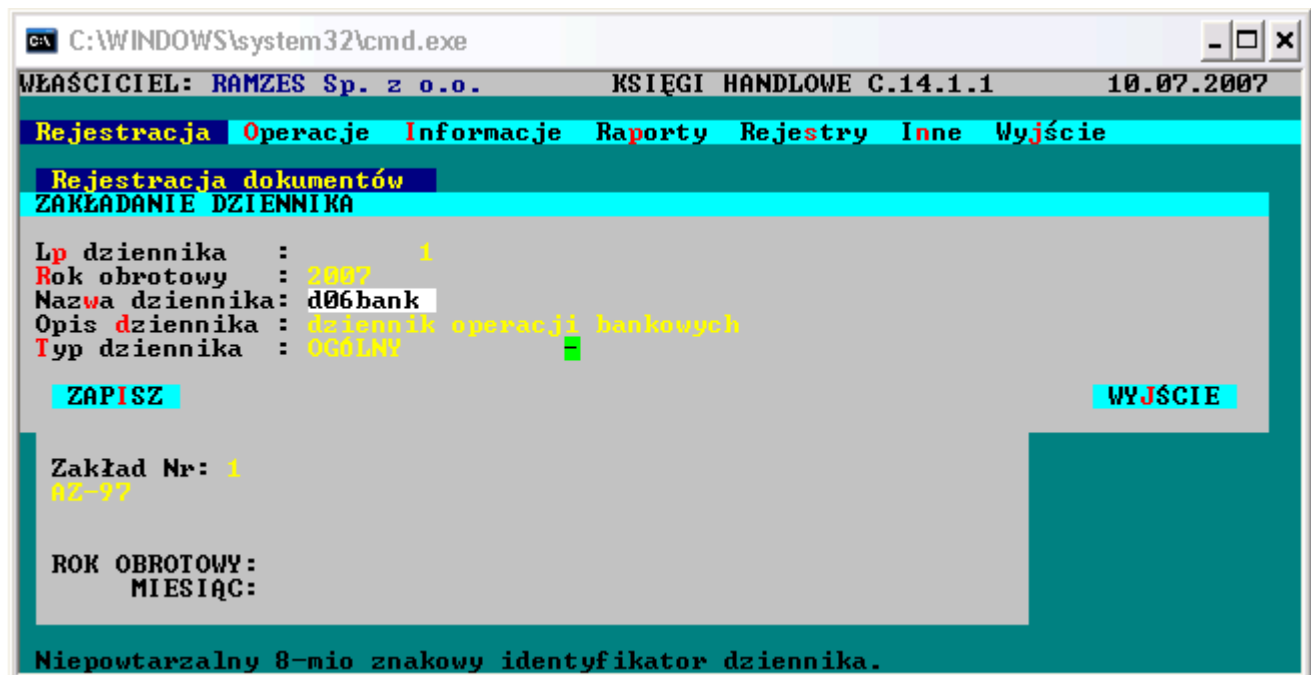 C:\WINDOWS\system32\cmd.exe
WŁAŚCICIEL: RAMZES Sp. z o.o. KSIĘGI HANDLOWE C.14.1.1 10.07.2007
Rejestracja Operacje Informacje Raporty Rejestry Inne Wyjście
Rejestracja dokumentów
ZAKŁADANIE DZIENNIKA
Lp dziennika : 1
Rok obrotowy : 2007
Nazwa dziennika: d06bank
Opis dziennika : dziennik operacji bankowych
Typ dziennika : OGÓLNY
ZAPISZ WYJŚCIE
Zakład Nr: 1
AZ-97
ROK OBROTOWY:
MIESIĄC:
Niepowtarzalny 8-mio znakowy identyfikator dziennika.